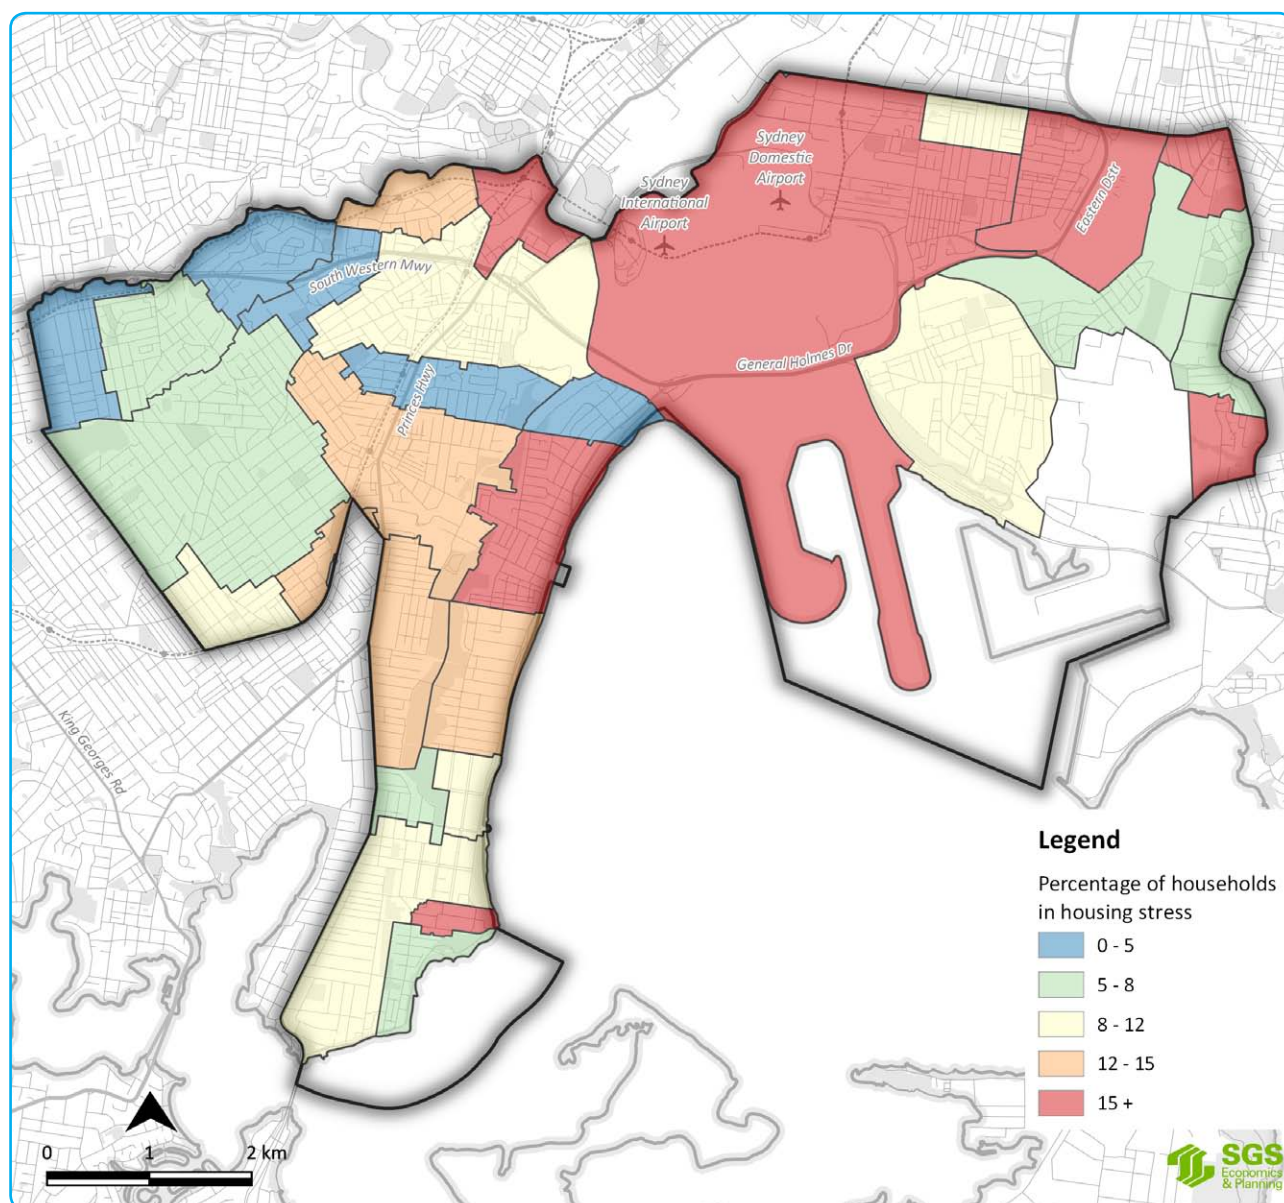 Sydney
Domestic
Airport
Sydney
International
Airport
Eastern Dstr
South Western Mwy
General Holmes Dr
Princes Hwy
King Georges Rd
Legend
Percentage of households
in housing stress
0 - 5
5 - 8
8 - 12
12 - 15
15 +
0 1 2 km
SGS
Economics
& Planning